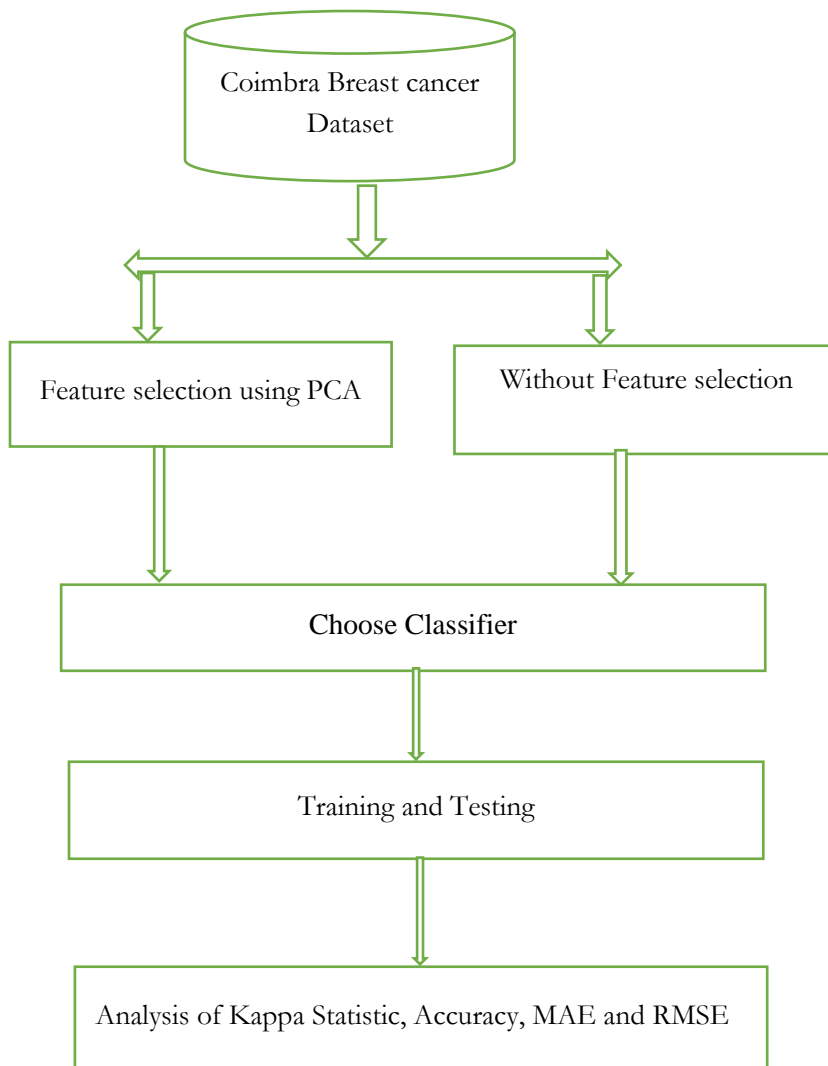 Coimbra Breast cancer
Dataset
Feature selection using PCA
Without Feature selection
Choose Classifier
Training and Testing
Analysis of Kappa Statistic, Accuracy, MAE and RMSE